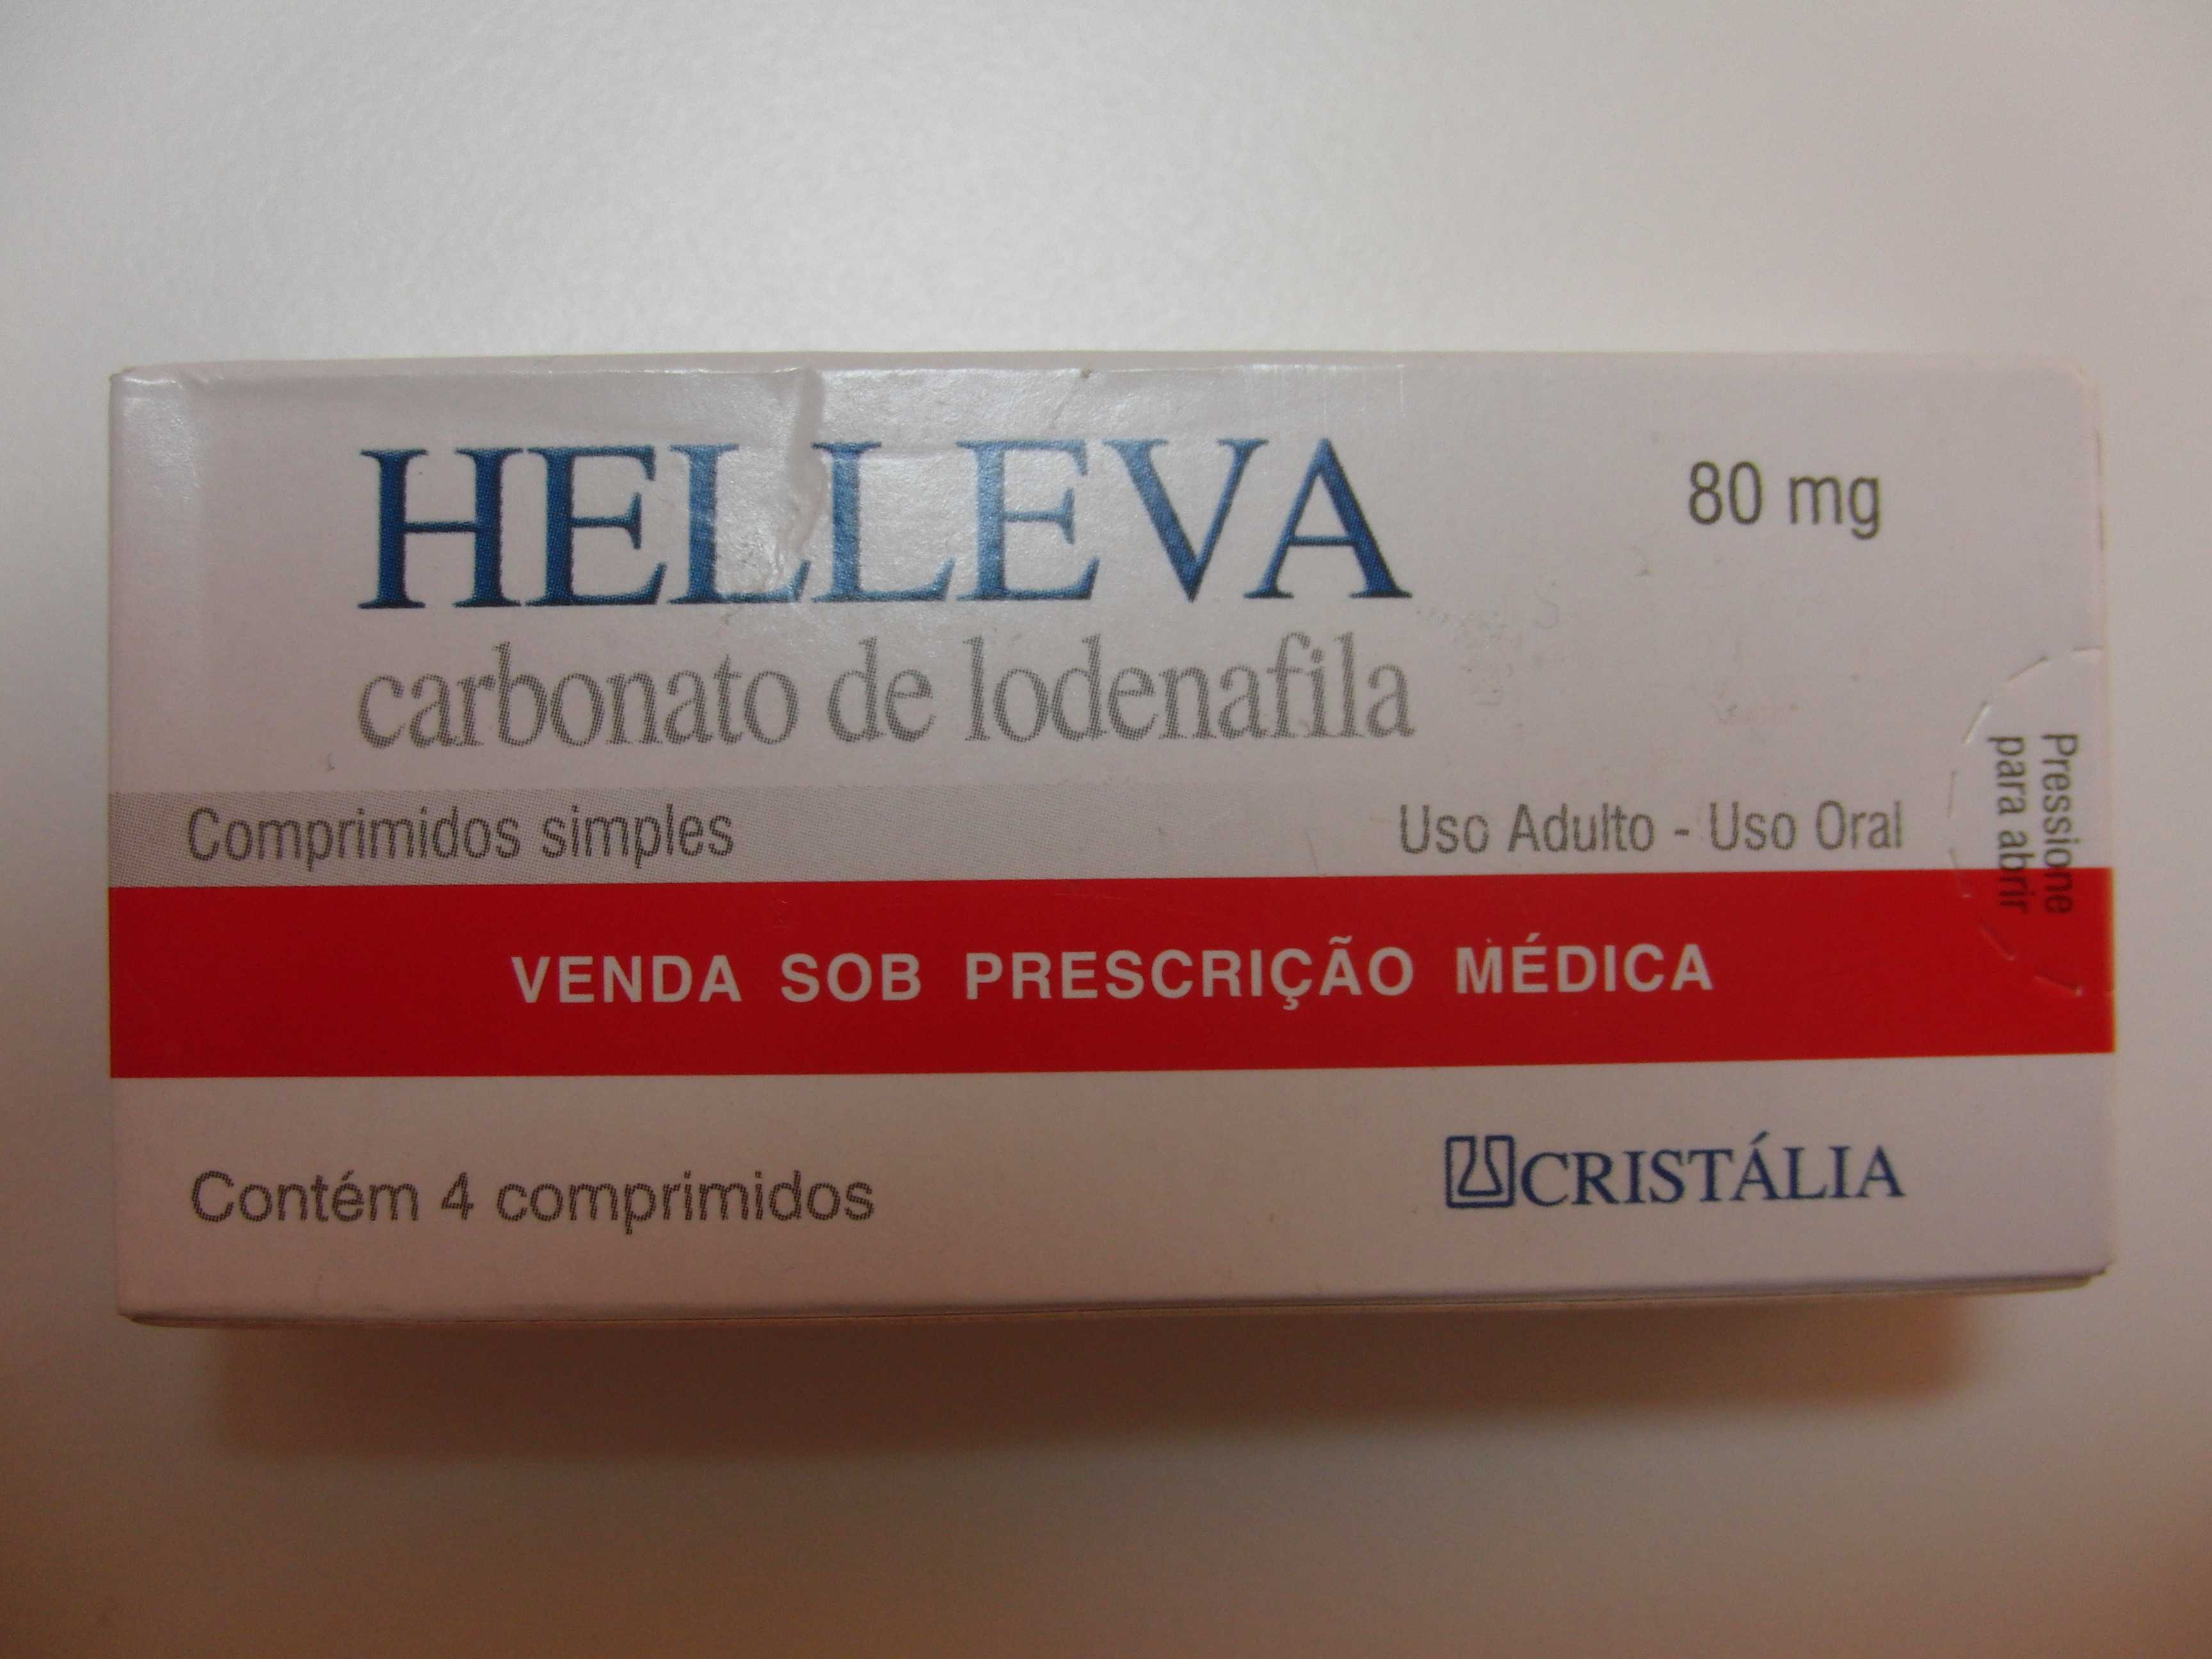 HELLEVA
80 mg
carbonato de lodenafila
Comprimidos simples
Uso Adulto - Uso Oral
Pressione
para abrir
VENDA SOB PRESCRIÇÃO MÉDICA
Contém 4 comprimidos
CRISTÁLIA